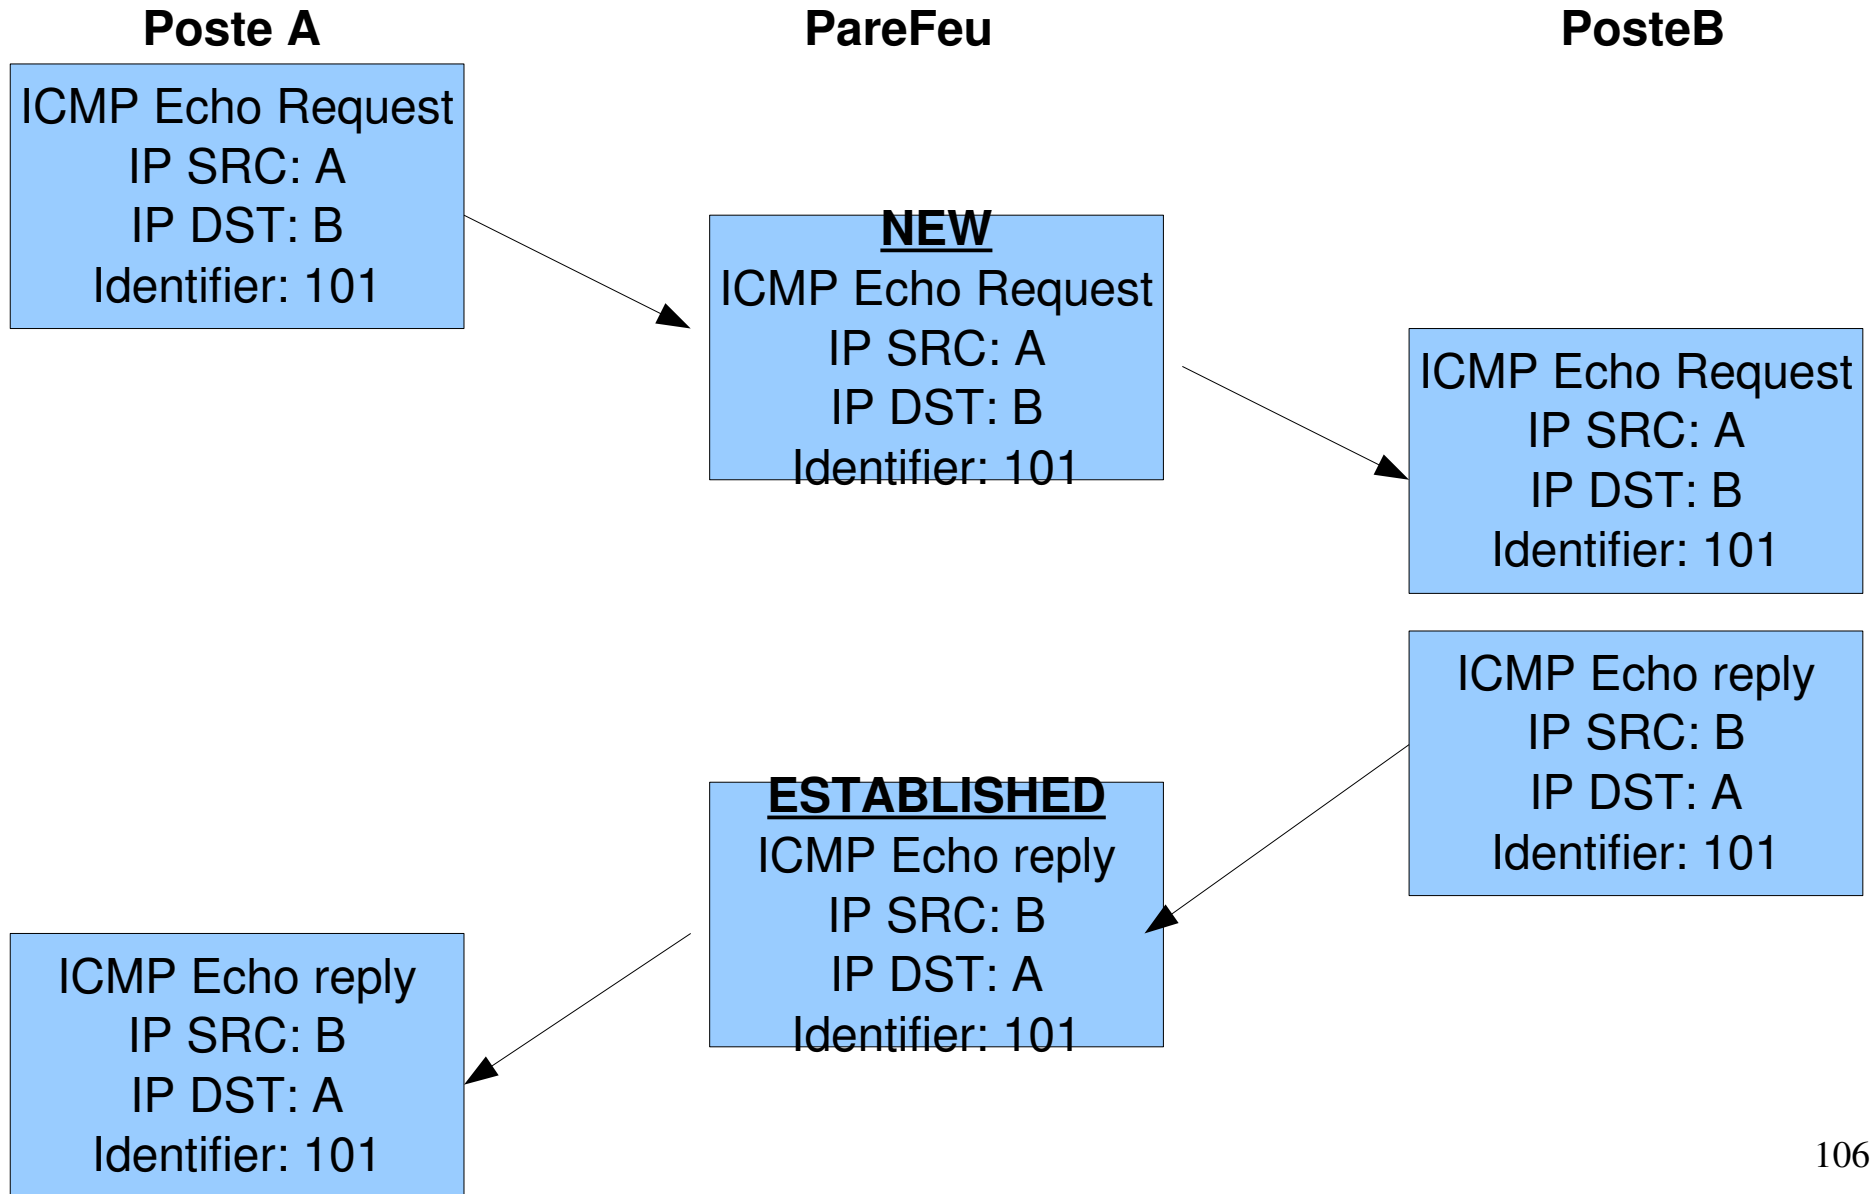 Poste A
PareFeu
PosteB
ICMP Echo Request
IP SRC: A
IP DST: B
Identifier: 101
NEW
ICMP Echo Request
IP SRC: A
IP DST: B
Identifier: 101
ICMP Echo Request
IP SRC: A
IP DST: B
Identifier: 101
ICMP Echo reply
IP SRC: B
IP DST: A
Identifier: 101
ESTABLISHED
ICMP Echo reply
IP SRC: B
IP DST: A
Identifier: 101
ICMP Echo reply
IP SRC: B
IP DST: A
Identifier: 101
106